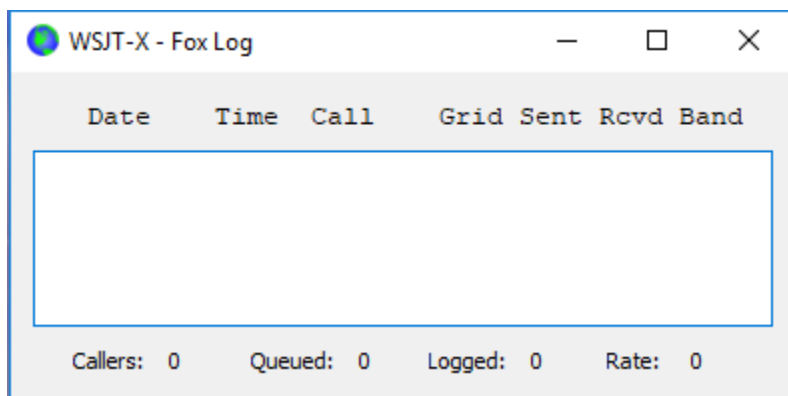 WSJT-X - Fox Log
Date Time Call Grid Sent Rcvd Band
Callers: 0 Queued: 0 Logged: 0 Rate: 0